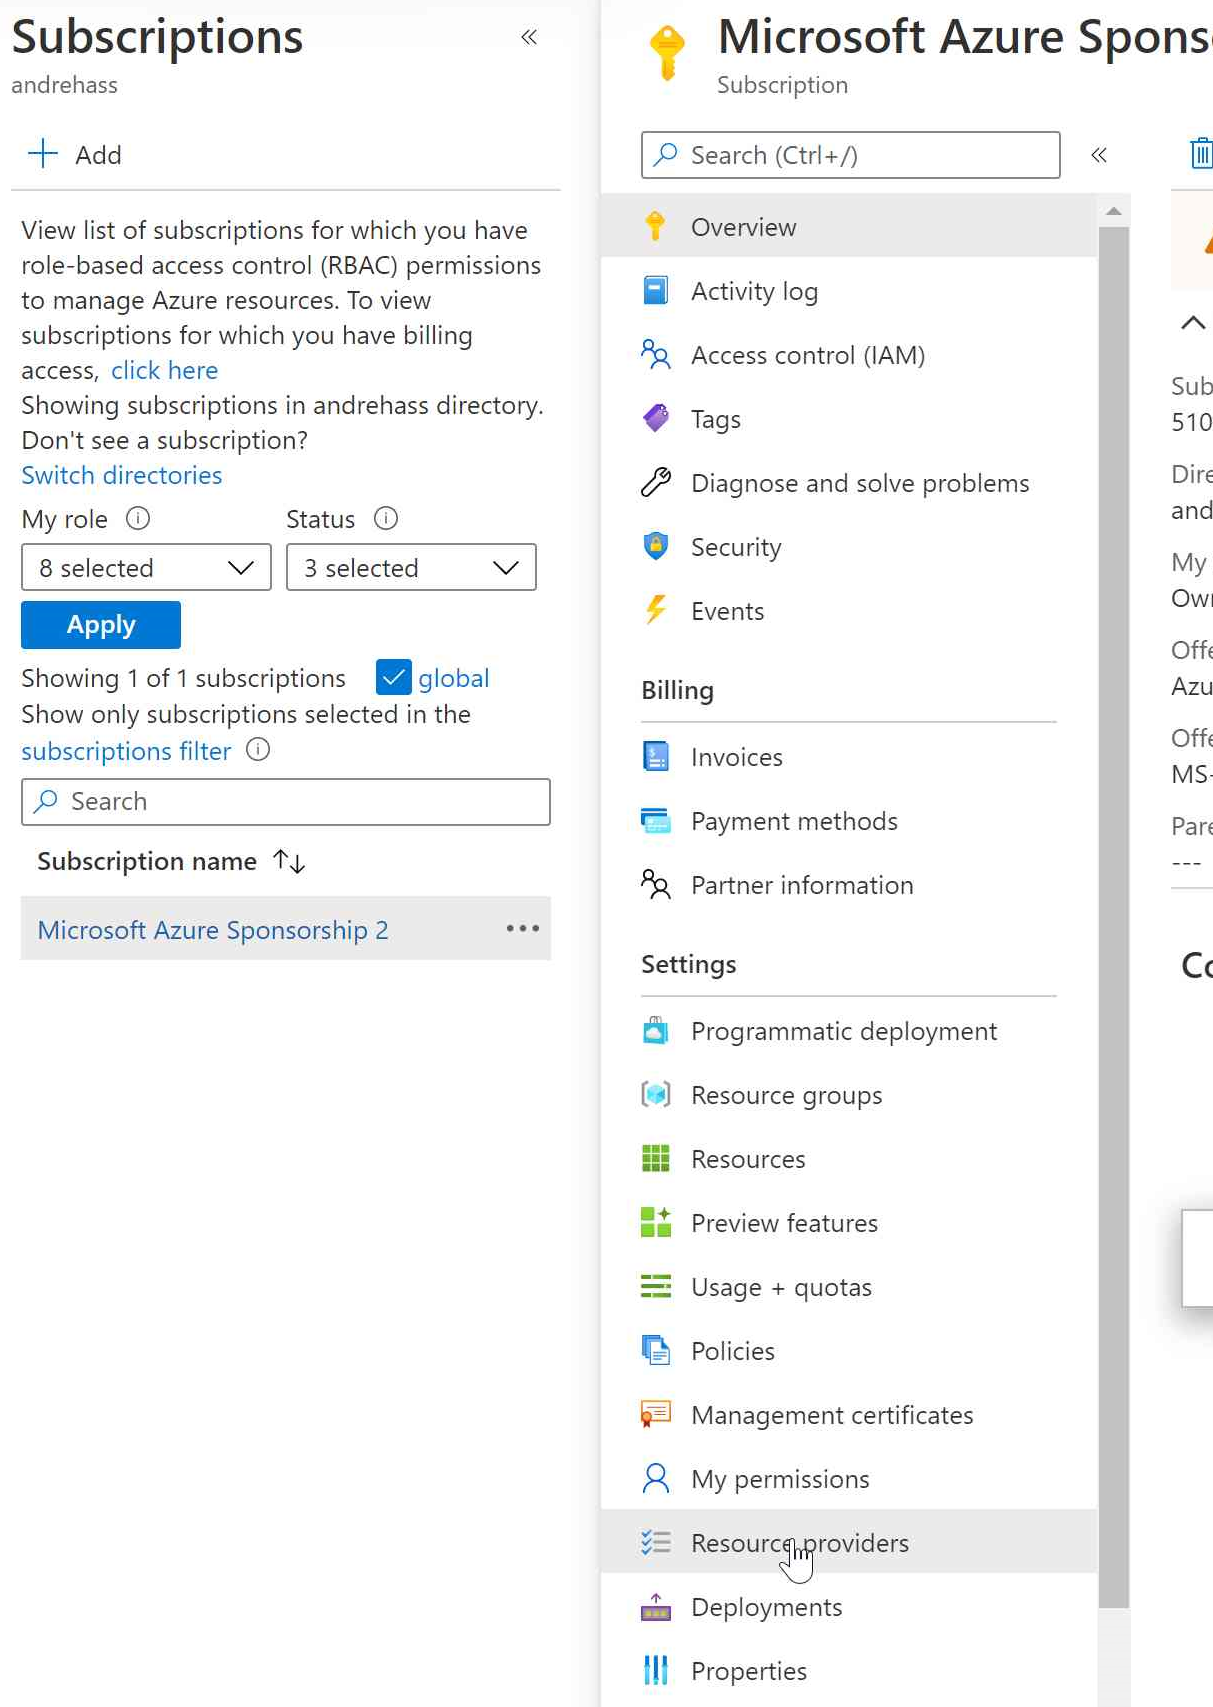 Subscriptions
«
andrehass
+ Add
View list of subscriptions for which you have
role-based access control (RBAC) permissions
to manage Azure resources. To view
subscriptions for which you have billing
access, click here
Showing subscriptions in andrehass directory.
Don't see a subscription?
Switch directories
My role
Status
8 selected
3 selected
Apply
Showing 1 of 1 subscriptions
global
Show only subscriptions selected in the
subscriptions filter
Search
Subscription name ↑↓
Microsoft Azure Sponsorship 2 •••
Microsoft Azure Spons
Subscription
Search (Ctrl+/)
«
Overview
Activity log
Access control (IAM)
Tags
Diagnose and solve problems
Security
Events
Billing
Invoices
Payment methods
Partner information
Settings
Programmatic deployment
Resource groups
Resources
Preview features
Usage + quotas
Policies
Management certificates
My permissions
Resource providers
Deployments
Properties
Sub
510
Dire
and
My
Own
Offe
Azu
Offe
MS-
Pare
---
Co